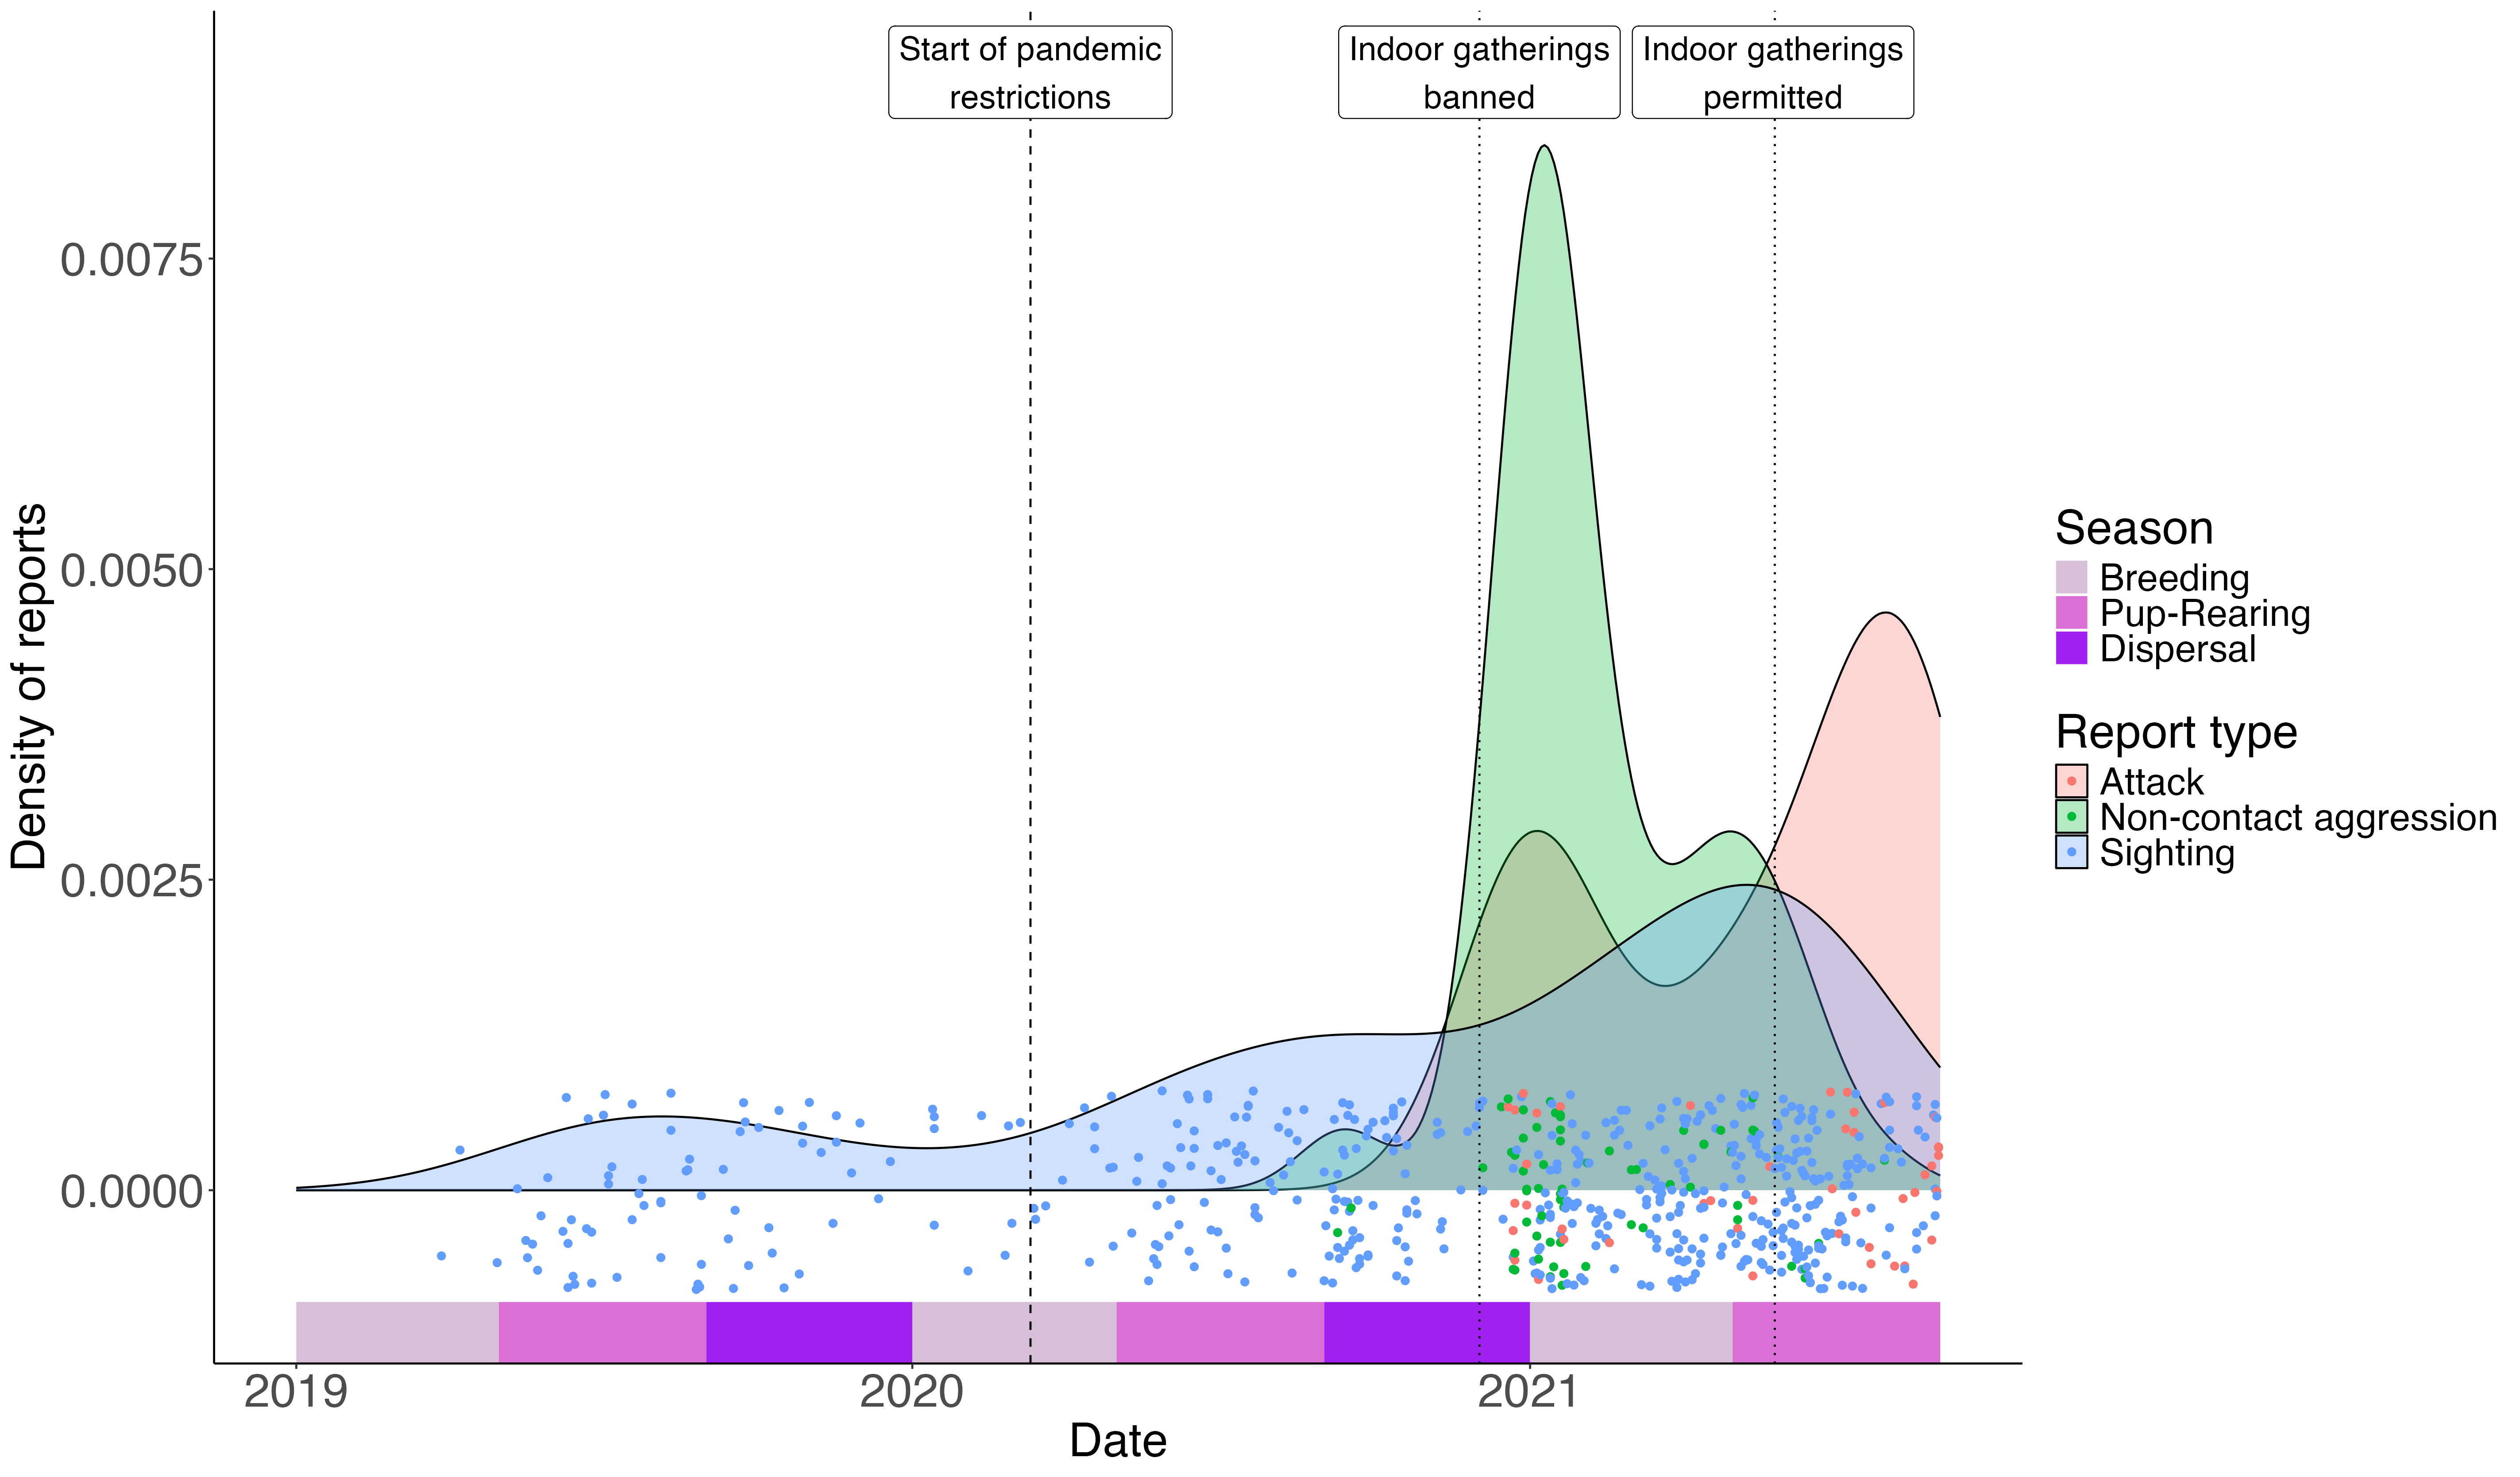 Start of pandemic
restrictions
Indoor gatherings
banned
Indoor gatherings
permitted
0.0075
0.0050
0.0025
0.0000
Density of reports
2019
2020
2021
Date
Season
Breeding
Pup-Rearing
Dispersal
Report type
Attack
Non-contact aggression
Sighting